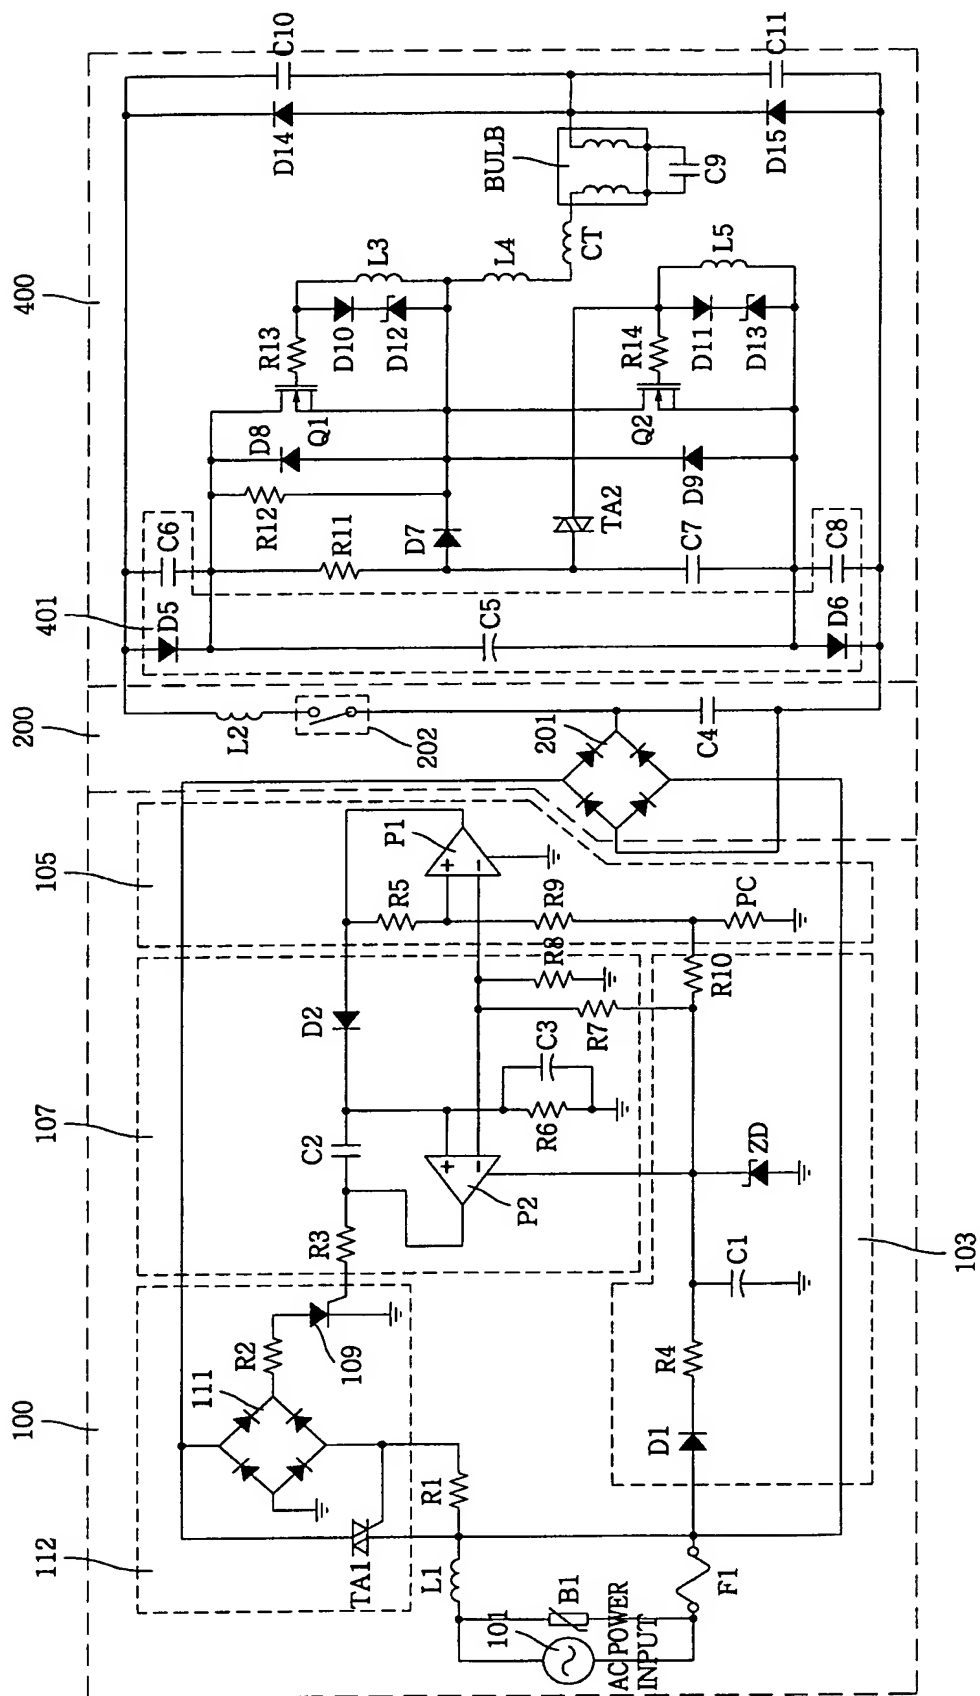 400
200
401
105
107
100
112
103
C10
C11
D14
D15
BULB
C9
CT
L3
L4
L5
R13
D10
D12
Q1
D8
R12
R14
D11
D13
Q2
D9
TA2
C6
R11
D7
C7
C8
D5
C5
D6
L2
202
201
C4
P1
R5
R9
PC
+
-
R8
R10
R7
D2
C3
R6
C2
+
-
P2
ZD
R3
C1
109
R2
111
R4
D1
R1
TA1
L1
B1
101
F1
AC POWER
INPUT